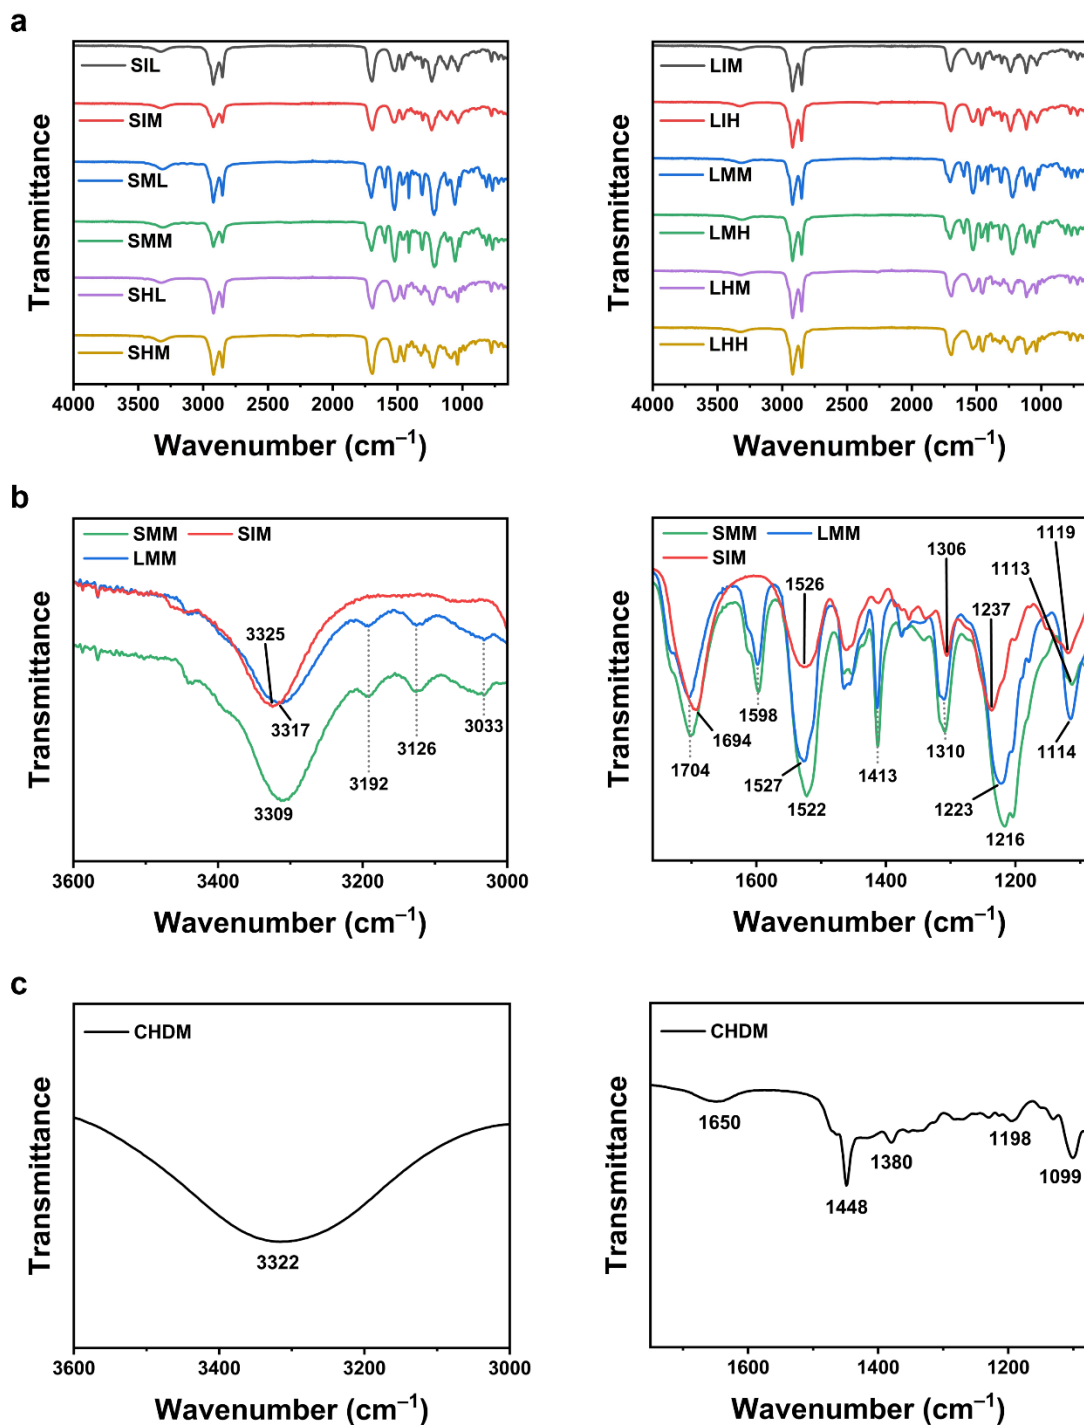 a
SIL
SIM
SML
SMM
SHL
SHM
Transmittance
4000 3500 3000 2500 2000 1500 1000
Wavenumber (cm⁻¹)
LIM
LIH
LMM
LMH
LHM
LHH
Transmittance
4000 3500 3000 2500 2000 1500 1000
Wavenumber (cm⁻¹)
b
SMM SIM
LMM
3325
3317
3309
3192
3126
3033
Transmittance
3600 3400 3200 3000
Wavenumber (cm⁻¹)
SMM LMM
SIM
1119
1306
1113
1526
1237
1598
1694
1704
1527
1522
1413
1310
1223
1216
1114
Transmittance
1600 1400 1200
Wavenumber (cm⁻¹)
c
CHDM
3322
Transmittance
3600 3400 3200 3000
Wavenumber (cm⁻¹)
CHDM
1650
1448
1380
1198
1099
Transmittance
1600 1400 1200
Wavenumber (cm⁻¹)